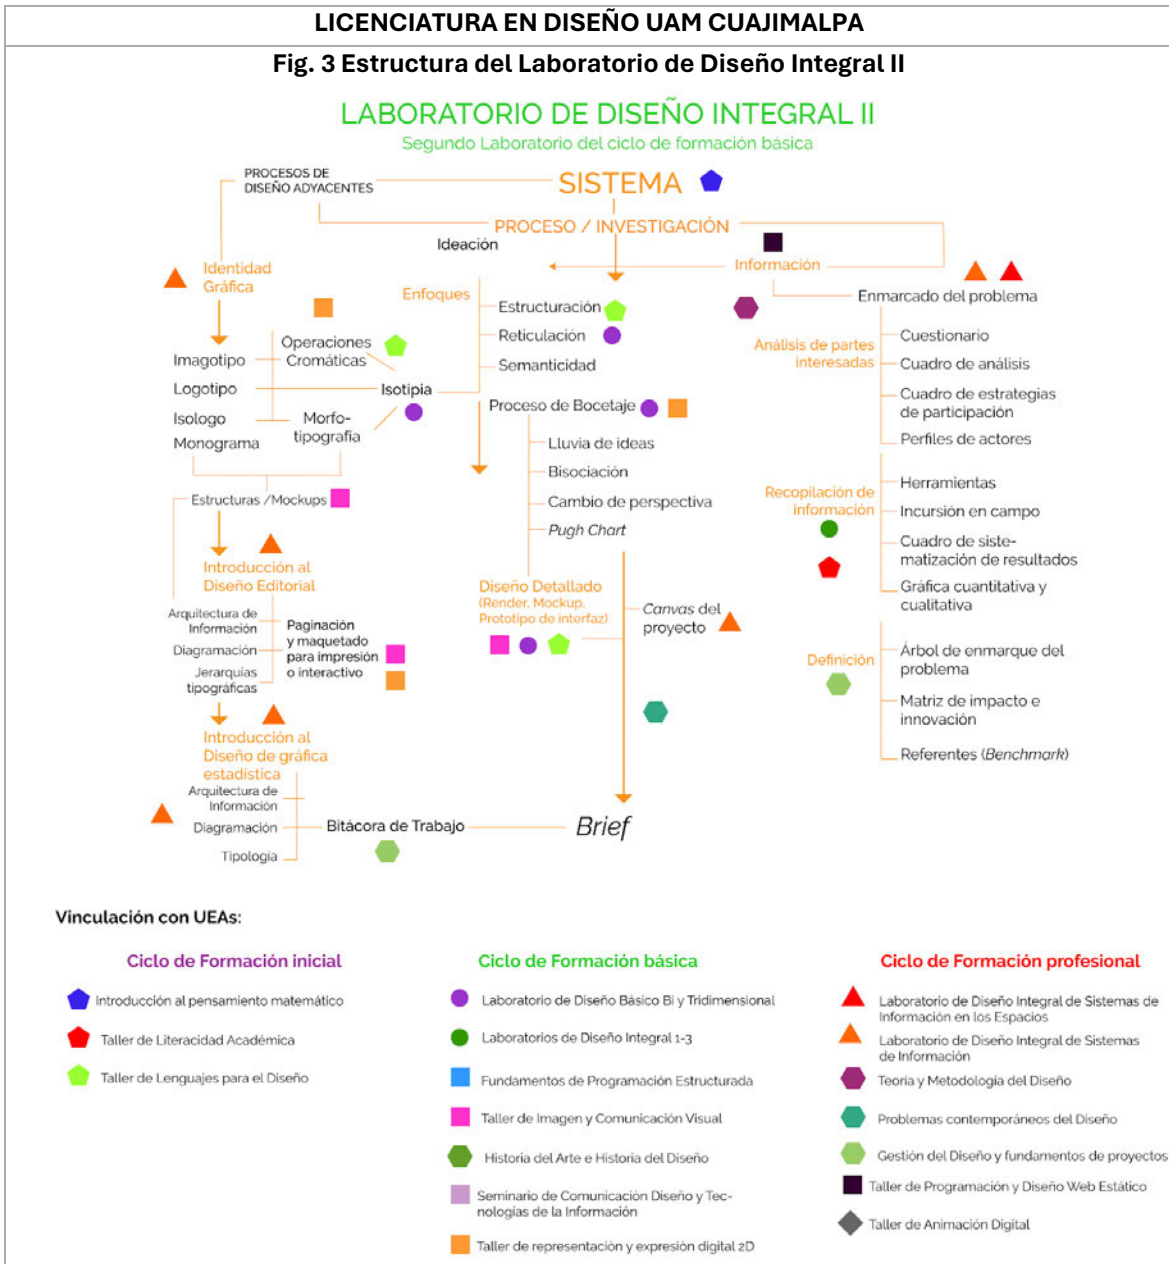 LICENCIATURA EN DISEÑO UAM CUAJIMALPA
Fig. 3 Estructura del Laboratorio de Diseño Integral II
LABORATORIO DE DISEÑO INTEGRAL II
Segundo Laboratorio del ciclo de formación básica
PROCESOS DE
DISEÑO ADYACENTES
SISTEMA
PROCESO / INVESTIGACIÓN
Ideación
Información
Identidad
Gráfica
Enfoques
Estructuración
Reticulación
Semanticidad
Operaciones
Cromáticas
Imagotipo
Logotipo
Isologo
Monograma
Isotipia
Morfo-
tipografía
Estructuras /Mockups
Proceso de Bocetaje
Lluvia de ideas
Bisociación
Cambio de perspectiva
Pugh Chart
Diseño Detallado
(Render, Mockup,
Prototipo de interfaz)
Canvas del
proyecto
Enmarcado del problema
Análisis de partes
interesadas
Cuestionario
Cuadro de análisis
Cuadro de estrategias
de participación
Perfiles de actores
Recopilación de
información
Herramientas
Incursión en campo
Cuadro de siste-
matización de resultados
Gráfica cuantitativa y
cualitativa
Definición
Árbol de enmarque del
problema
Matriz de impacto e
innovación
Referentes (Benchmark)
Introducción al
Diseño Editorial
Arquitectura de
Información
Diagramación
Jerarquías
tipográficas
Paginación
y maquetado
para impresión
o interactivo
Introducción al
Diseño de gráfica
estadística
Arquitectura de
Información
Diagramación
Tipología
Bitácora de Trabajo
Brief
Vinculación con UEAs:
Ciclo de Formación inicial
Introducción al pensamiento matemático
Taller de Literacidad Académica
Taller de Lenguajes para el Diseño
Ciclo de Formación básica
Laboratorio de Diseño Básico Bi y Tridimensional
Laboratorios de Diseño Integral 1-3
Fundamentos de Programación Estructurada
Taller de Imagen y Comunicación Visual
Historia del Arte e Historia del Diseño
Seminario de Comunicación Diseño y Tec-
nologías de la Información
Taller de representación y expresión digital 2D
Ciclo de Formación profesional
Laboratorio de Diseño Integral de Sistemas de
Información en los Espacios
Laboratorio de Diseño Integral de Sistemas
de Información
Teoría y Metodología del Diseño
Problemas contemporáneos del Diseño
Gestión del Diseño y fundamentos de proyectos
Taller de Programación y Diseño Web Estático
Taller de Animación Digital